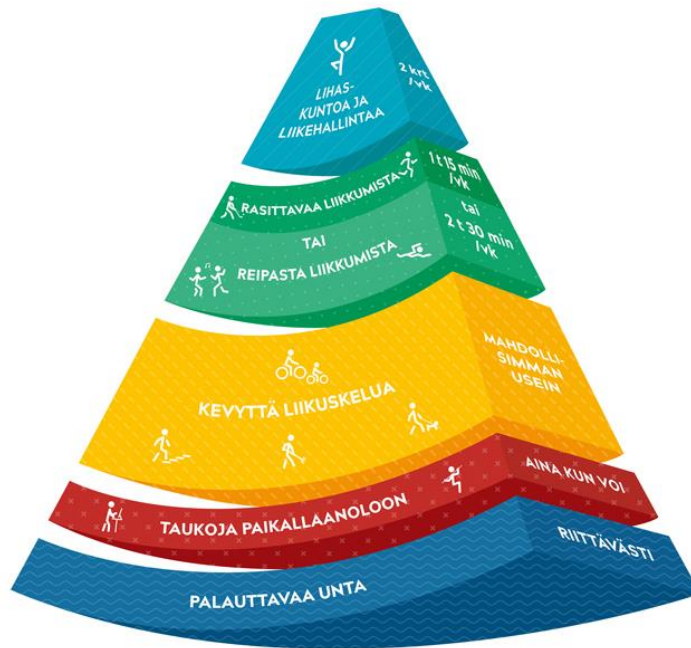 LIHAS-
KUNTOA JA
LIIKEHALLINTAA
2 krt
/vk
RASITTAVAA LIIKKUMISTA
1 t 15 min
/vk
TAI
REIPASTA LIIKKUMISTA
tai
2 t 30 min
/vk
KEVYTTÄ LIIKUSKELUA
MAHDOLLI-
SIMMAN
USEIN
TAUKOJA PAIKALLAANOLOON
AINA KUN VOI
PALAUTTAVAA UNTA
RIITTÄVÄSTI